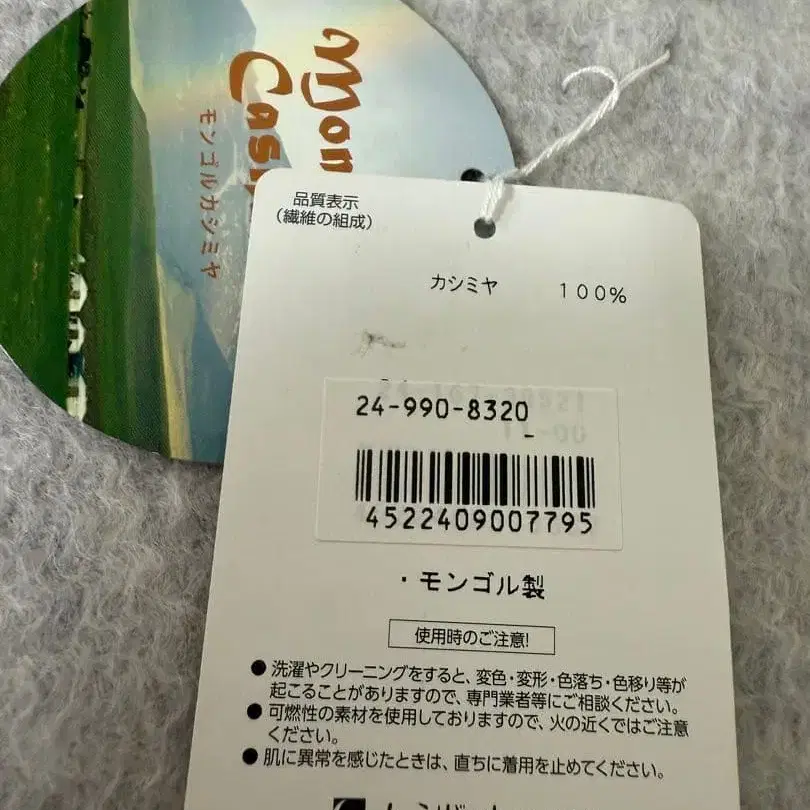 Mon
Cash
モンゴルカシミヤ
品質表示
(繊維の組成)
カシミヤ 100%
24-990-8320
-
4522409007795
・モンゴル製
使用時のご注意!
●洗濯やクリーニングをすると、変色・変形・色落ち・色移り等が
起こることがありますので、専門業者等にご相談ください。
●可燃性の素材を使用しておりますので、火の近くではご注意
ください。
●肌に異常を感じたときは、直ちに着用を止めてください。